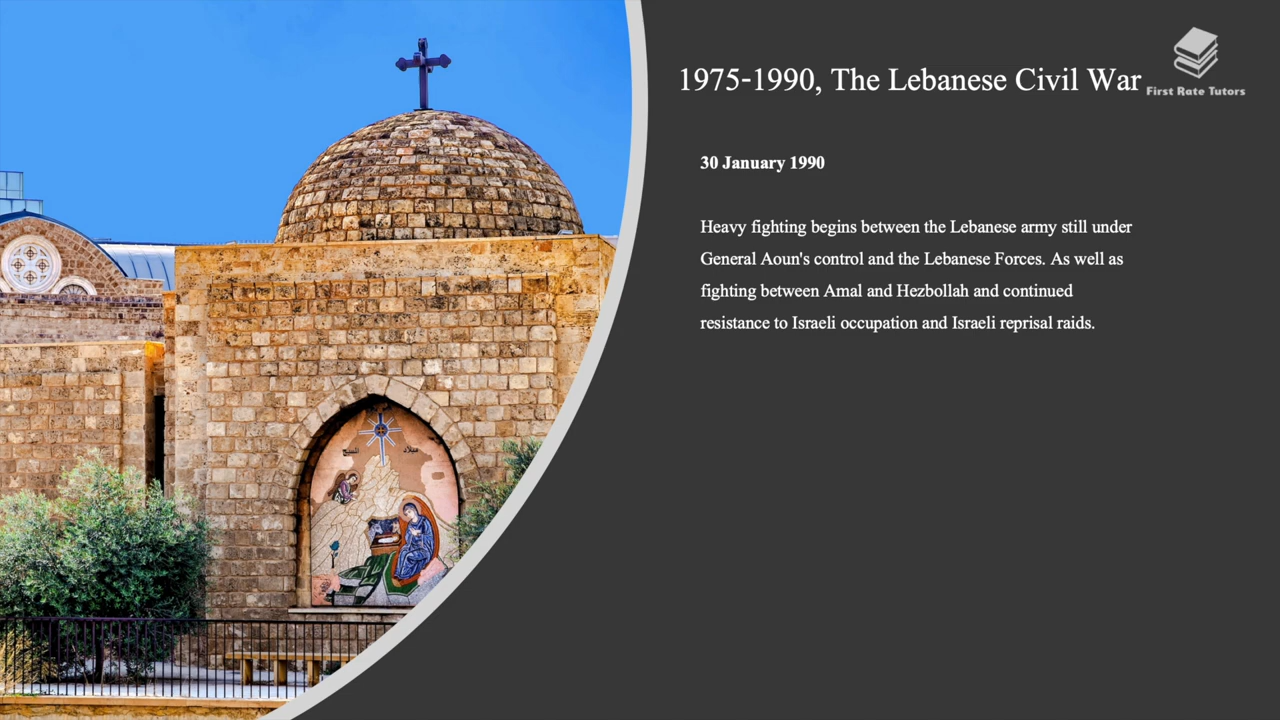 1975-1990, The Lebanese Civil War
First Rate Tutors
30 January 1990
Heavy fighting begins between the Lebanese army still under
General Aoun's control and the Lebanese Forces. As well as
fighting between Amal and Hezbollah and continued
resistance to Israeli occupation and Israeli reprisal raids.
ميلاد المسيح